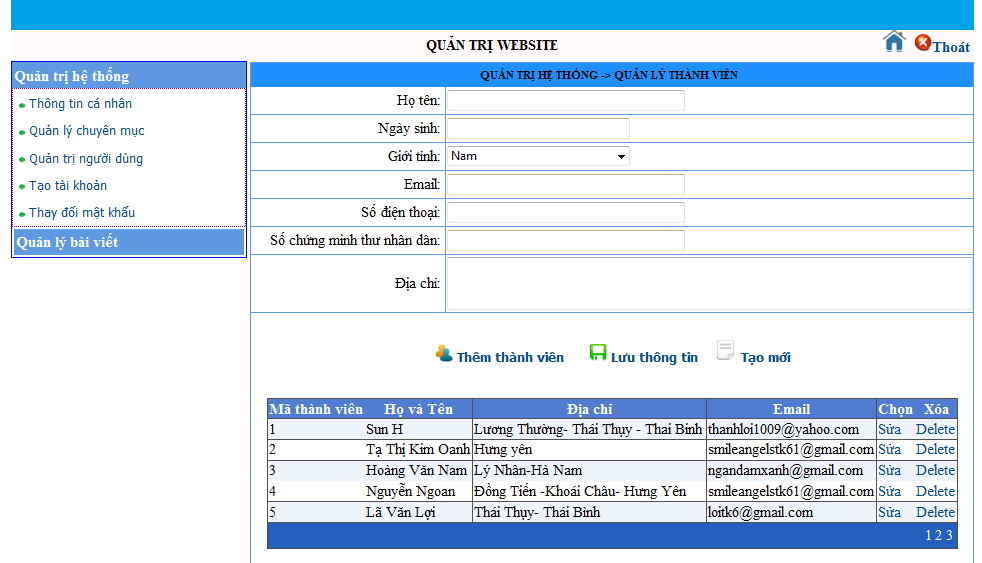 QUẢN TRỊ WEBSITE
Thoát
Quản trị hệ thống
Thông tin cá nhân
Quản lý chuyên mục
Quản trị người dùng
Tạo tài khoản
Thay đổi mật khẩu
Quản lý bài viết
QUẢN TRỊ HỆ THỐNG -> QUẢN LÝ THÀNH VIÊN
Họ tên:
Ngày sinh:
Giới tính: Nam
Email:
Số điện thoại:
Số chứng minh thư nhân dân:
Địa chỉ:
Thêm thành viên Lưu thông tin Tạo mới
Mã thành viên Họ và Tên Địa chỉ Email Chọn Xóa
1 Sun H Lương Thường- Thái Thụy - Thai Binh thanhloi1009@yahoo.com Sửa Delete
2 Tạ Thị Kim Oanh Hưng yên smileangelstk61@gmail.com Sửa Delete
3 Hoàng Văn Nam Lý Nhân-Hà Nam ngandamxanh@gmail.com Sửa Delete
4 Nguyễn Ngoan Đồng Tiến -Khoái Châu- Hưng Yên smileangelstk61@gmail.com Sửa Delete
5 Lã Văn Lợi Thái Thụy- Thái Bình loitk6@gmail.com Sửa Delete
1 2 3